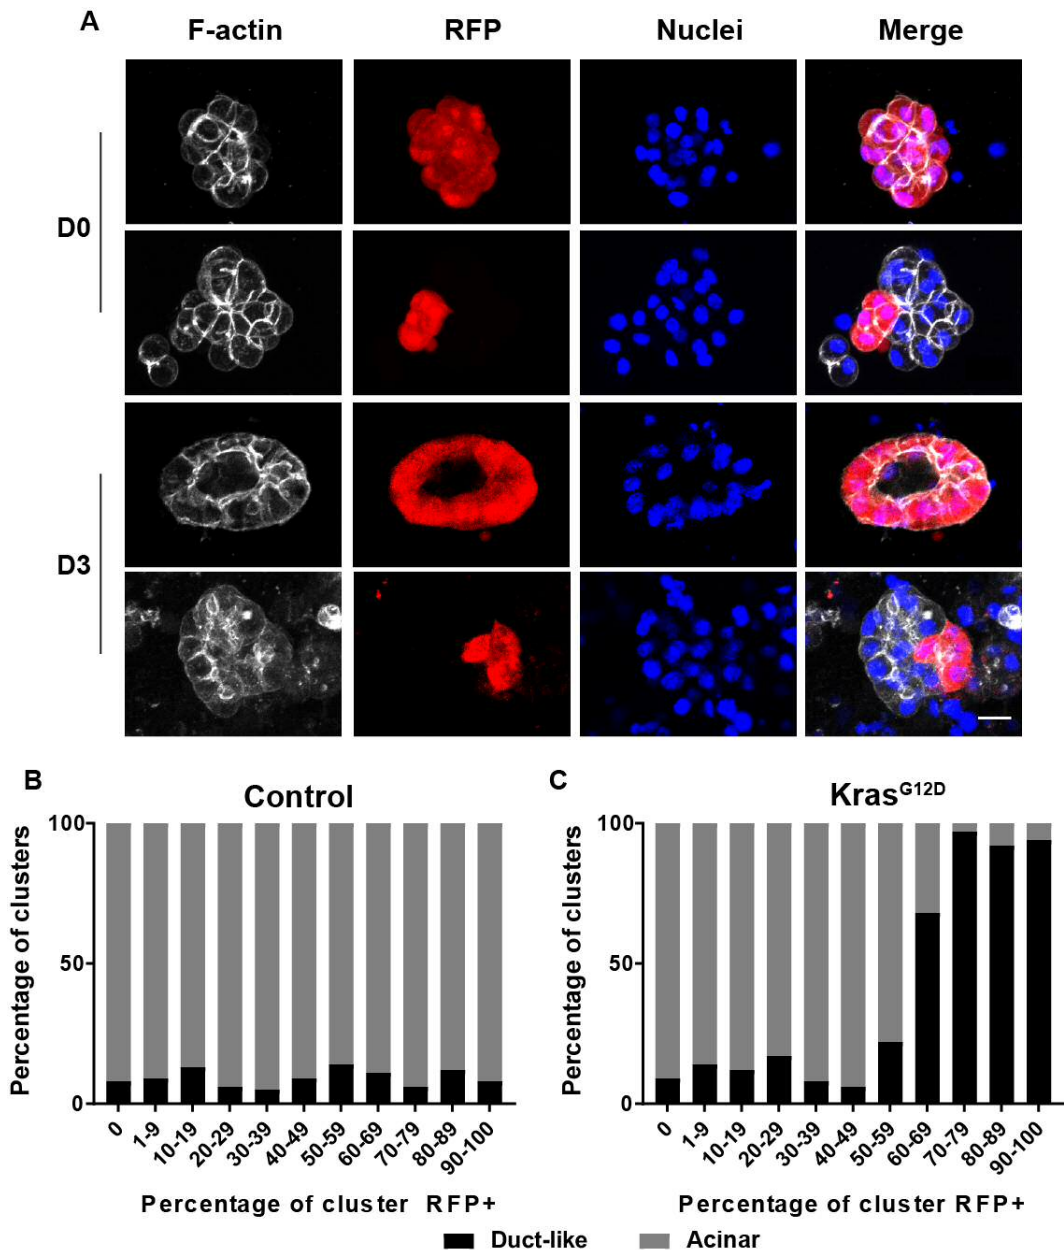 A
F-actin RFP Nuclei Merge
D0
D3
B
Control
Percentage of clusters
100
50
0
0 1-9 10-19 20-29 30-39 40-49 50-59 60-69 70-79 80-89 90-100
Percentage of cluster RFP+
C
Kras^G12D
Percentage of clusters
100
50
0
0 1-9 10-19 20-29 30-39 40-49 50-59 60-69 70-79 80-89 90-100
Percentage of cluster RFP+
Duct-like Acinar